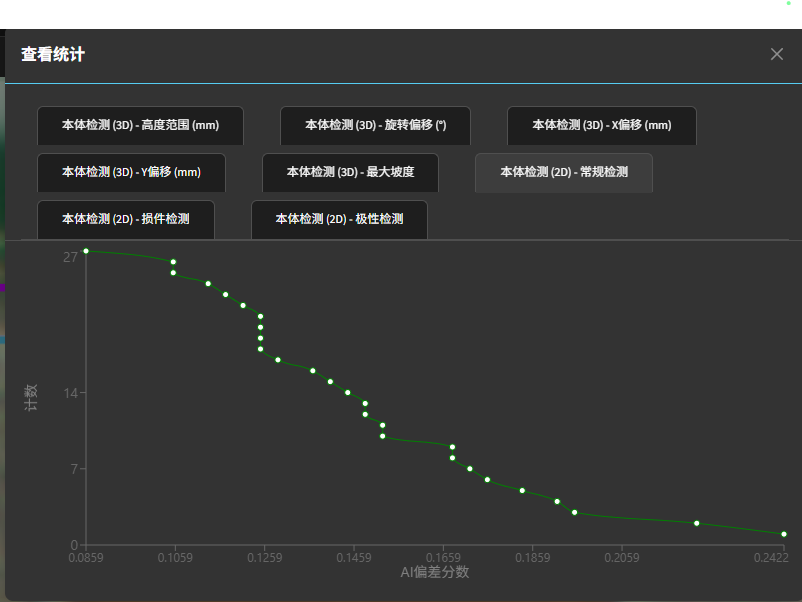 查看统计
本体检测 (3D) - 高度范围 (mm)
本体检测 (3D) - 旋转偏移 (°)
本体检测 (3D) - X偏移 (mm)
本体检测 (3D) - Y偏移 (mm)
本体检测 (3D) - 最大坡度
本体检测 (2D) - 常规检测
本体检测 (2D) - 损件检测
本体检测 (2D) - 极性检测
27
14
7
0
计数
0.0859
0.1059
0.1259
0.1459
0.1659
0.1859
0.2059
0.2422
AI偏差分数